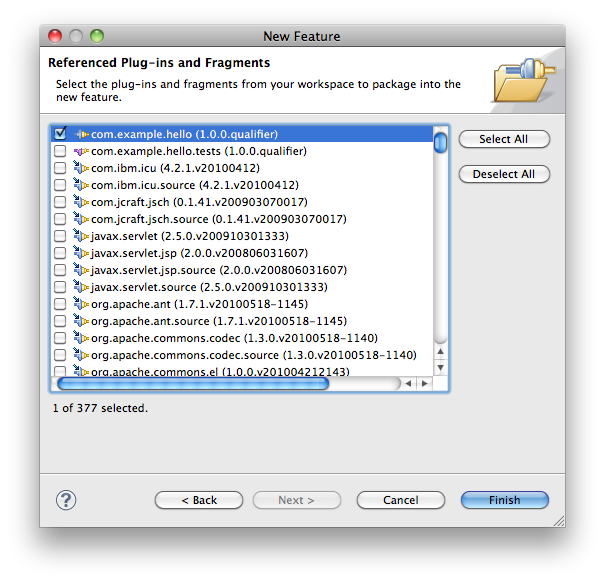 New Feature
Referenced Plug-ins and Fragments
Select the plug-ins and fragments from your workspace to package into the
new feature.
com.example.hello (1.0.0.qualifier)
com.example.hello.tests (1.0.0.qualifier)
com.ibm.icu (4.2.1.v20100412)
com.ibm.icu.source (4.2.1.v20100412)
com.jcraft.jsch (0.1.41.v200903070017)
com.jcraft.jsch.source (0.1.41.v200903070017)
javax.servlet (2.5.0.v200910301333)
javax.servlet.jsp (2.0.0.v200806031607)
javax.servlet.jsp.source (2.0.0.v200806031607)
javax.servlet.source (2.5.0.v200910301333)
org.apache.ant (1.7.1.v20100518-1145)
org.apache.ant.source (1.7.1.v20100518-1145)
org.apache.commons.codec (1.3.0.v20100518-1140)
org.apache.commons.codec.source (1.3.0.v20100518-1140)
org.apache.commons.el (1.0.0.v201004212143)
Select All
Deselect All
1 of 377 selected.
?
< Back
Next >
Cancel
Finish